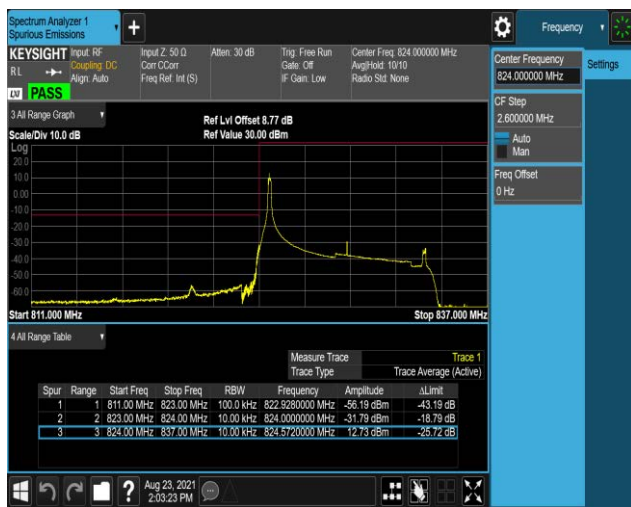 Spectrum Analyzer 1
Spurious Emissions
Frequency
KEYSIGHT
Input: RF
Coupling: DC
Align: Auto
Input Z: 50 Ω
Corr CCorr
Freq Ref: Int (S)
Atten: 30 dB
Trig: Free Run
Gate: Off
IF Gain: Low
Center Freq: 824.000000 MHz
Avg|Hold: 10/10
Radio Std: None
R L
LXI
PASS
Center Frequency
824.000000 MHz
Settings
CF Step
2.600000 MHz
Auto
Man
Freq Offset
0 Hz
3 All Range Graph
Scale/Div 10.0 dB
Ref Lvl Offset 8.77 dB
Ref Value 30.00 dBm
Log
20.0
10.0
0.00
-10.0
-20.0
-30.0
-40.0
-50.0
-60.0
Start 811.000 MHz
Stop 837.000 MHz
4 All Range Table
Measure Trace Trace 1
Trace Type Trace Average (Active)
Spur Range Start Freq Stop Freq RBW Frequency Amplitude ΔLimit
1 1 811.00 MHz 823.00 MHz 100.0 kHz 822.9280000 MHz -56.19 dBm -43.19 dB
2 2 823.00 MHz 824.00 MHz 10.00 kHz 824.0000000 MHz -31.79 dBm -18.79 dB
3 3 824.00 MHz 837.00 MHz 10.00 kHz 824.5720000 MHz 12.73 dBm -25.72 dB
Aug 23, 2021
2:03:23 PM